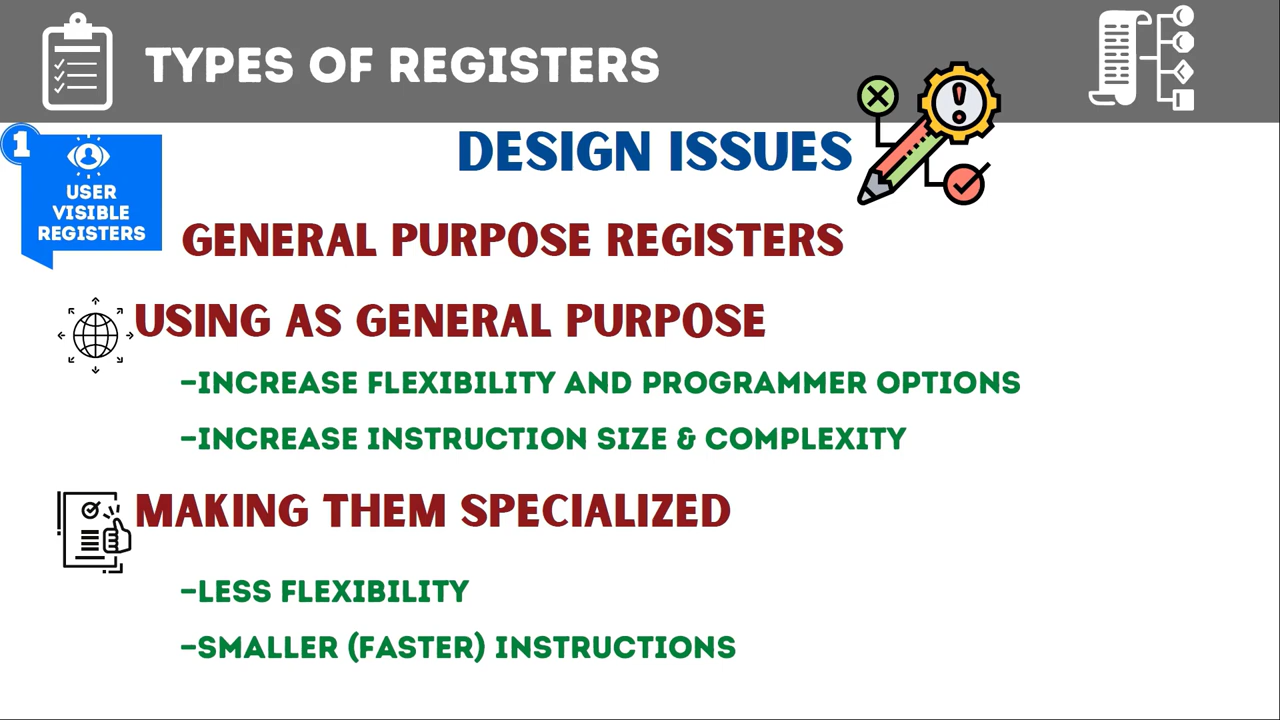 TYPES OF REGISTERS
1
USER
VISIBLE
REGISTERS
DESIGN ISSUES
GENERAL PURPOSE REGISTERS
USING AS GENERAL PURPOSE
-INCREASE FLEXIBILITY AND PROGRAMMER OPTIONS
-INCREASE INSTRUCTION SIZE & COMPLEXITY
MAKING THEM SPECIALIZED
-LESS FLEXIBILITY
-SMALLER (FASTER) INSTRUCTIONS